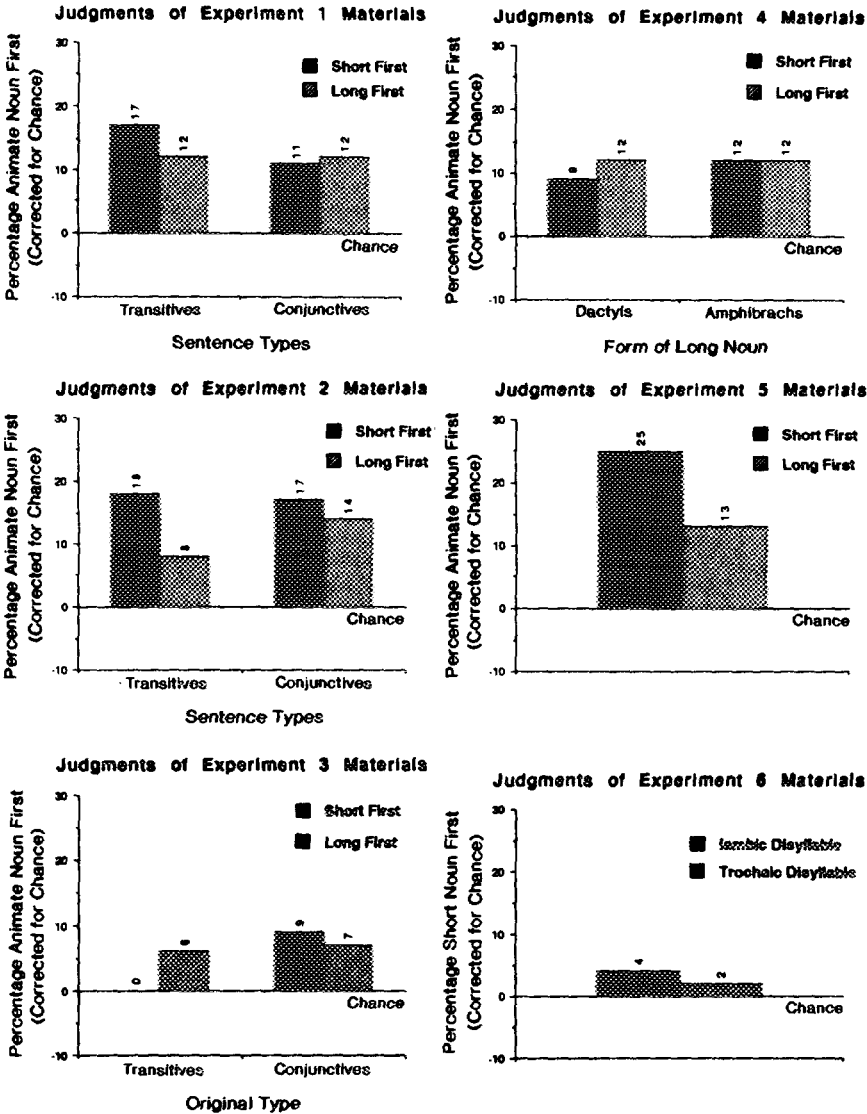 Judgments of Experiment 1 Materials
Percentage Animate Noun First
(Corrected for Chance)
30
20
10
0
-10
Short First
Long First
17
12
11
12
Chance
Transitives
Conjunctives
Sentence Types
Judgments of Experiment 4 Materials
Percentage Animate Noun First
((Corrected for Chance)
30
20
10
0
-10
Short First
Long First
9
12
12
12
Chance
Dactyls
Amphibrachs
Form of Long Noun
Judgments of Experiment 2 Materials
Percentage Animate Noun First
(Corrected for Chance)
30
20
10
0
-10
Short First
Long First
18
8
17
14
Chance
Transitives
Conjunctives
Sentence Types
Judgments of Experiment 5 Materials
Percentage Animate Noun First
(Corrected for Chance)
30
20
10
0
-10
Short First
Long First
25
13
Chance
Judgments of Experiment 3 Materials
Percentage Animate Noun First
(Corrected for Chance)
30
20
10
0
-10
Short First
Long First
0
6
9
7
Chance
Transitives
Conjunctives
Original Type
Judgments of Experiment 6 Materials
Percentage Short Noun First
(Corrected for Chance)
30
20
10
0
-10
Iambic Disyllable
Trochaic Disyllable
4
2
Chance